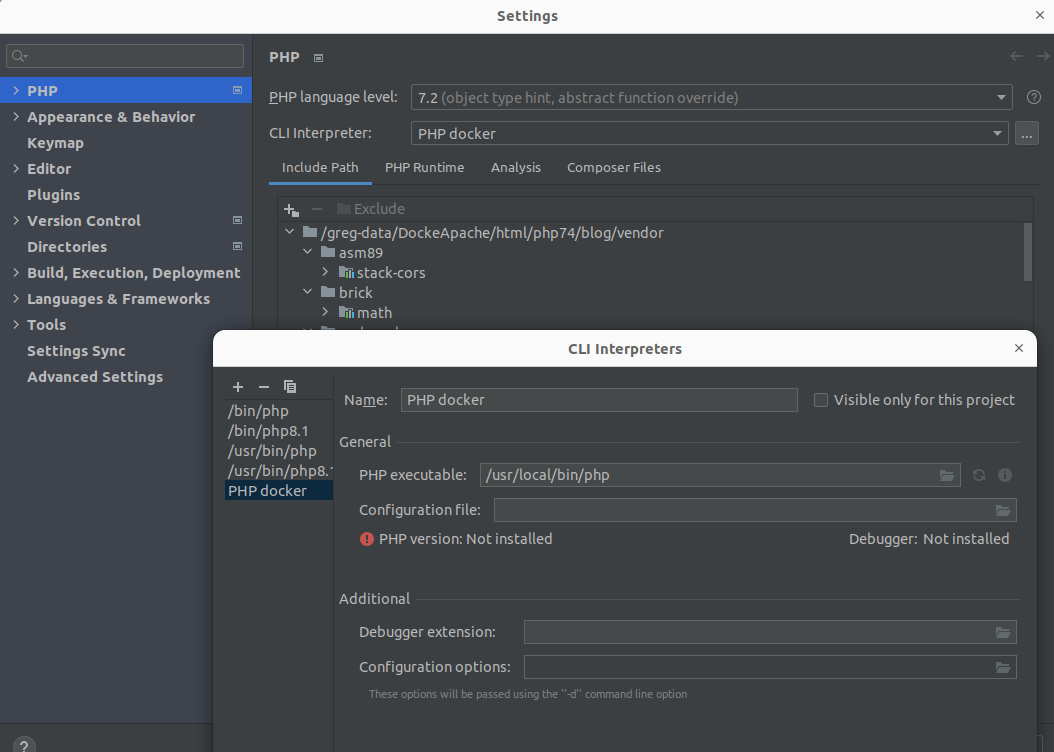 Settings
PHP
PHP
PHP language level: 7.2 (object type hint, abstract function override)
Appearance & Behavior
CLI Interpreter: PHP docker ...
Keymap
Editor
Include Path PHP Runtime Analysis Composer Files
Plugins
Exclude
Version Control
/greg-data/DockeApache/html/php74/blog/vendor
Directories
asm89
Build, Execution, Deployment
stack-cors
Languages & Frameworks
brick
math
Tools
Settings Sync
Advanced Settings
CLI Interpreters
/bin/php
/bin/php8.1
/usr/bin/php
/usr/bin/php8.1
PHP docker
Name: PHP docker Visible only for this project
General
PHP executable: /usr/local/bin/php
Configuration file:
PHP version: Not installed Debugger: Not installed
Additional
Debugger extension:
Configuration options:
These options will be passed using the ''-d'' command line option
?